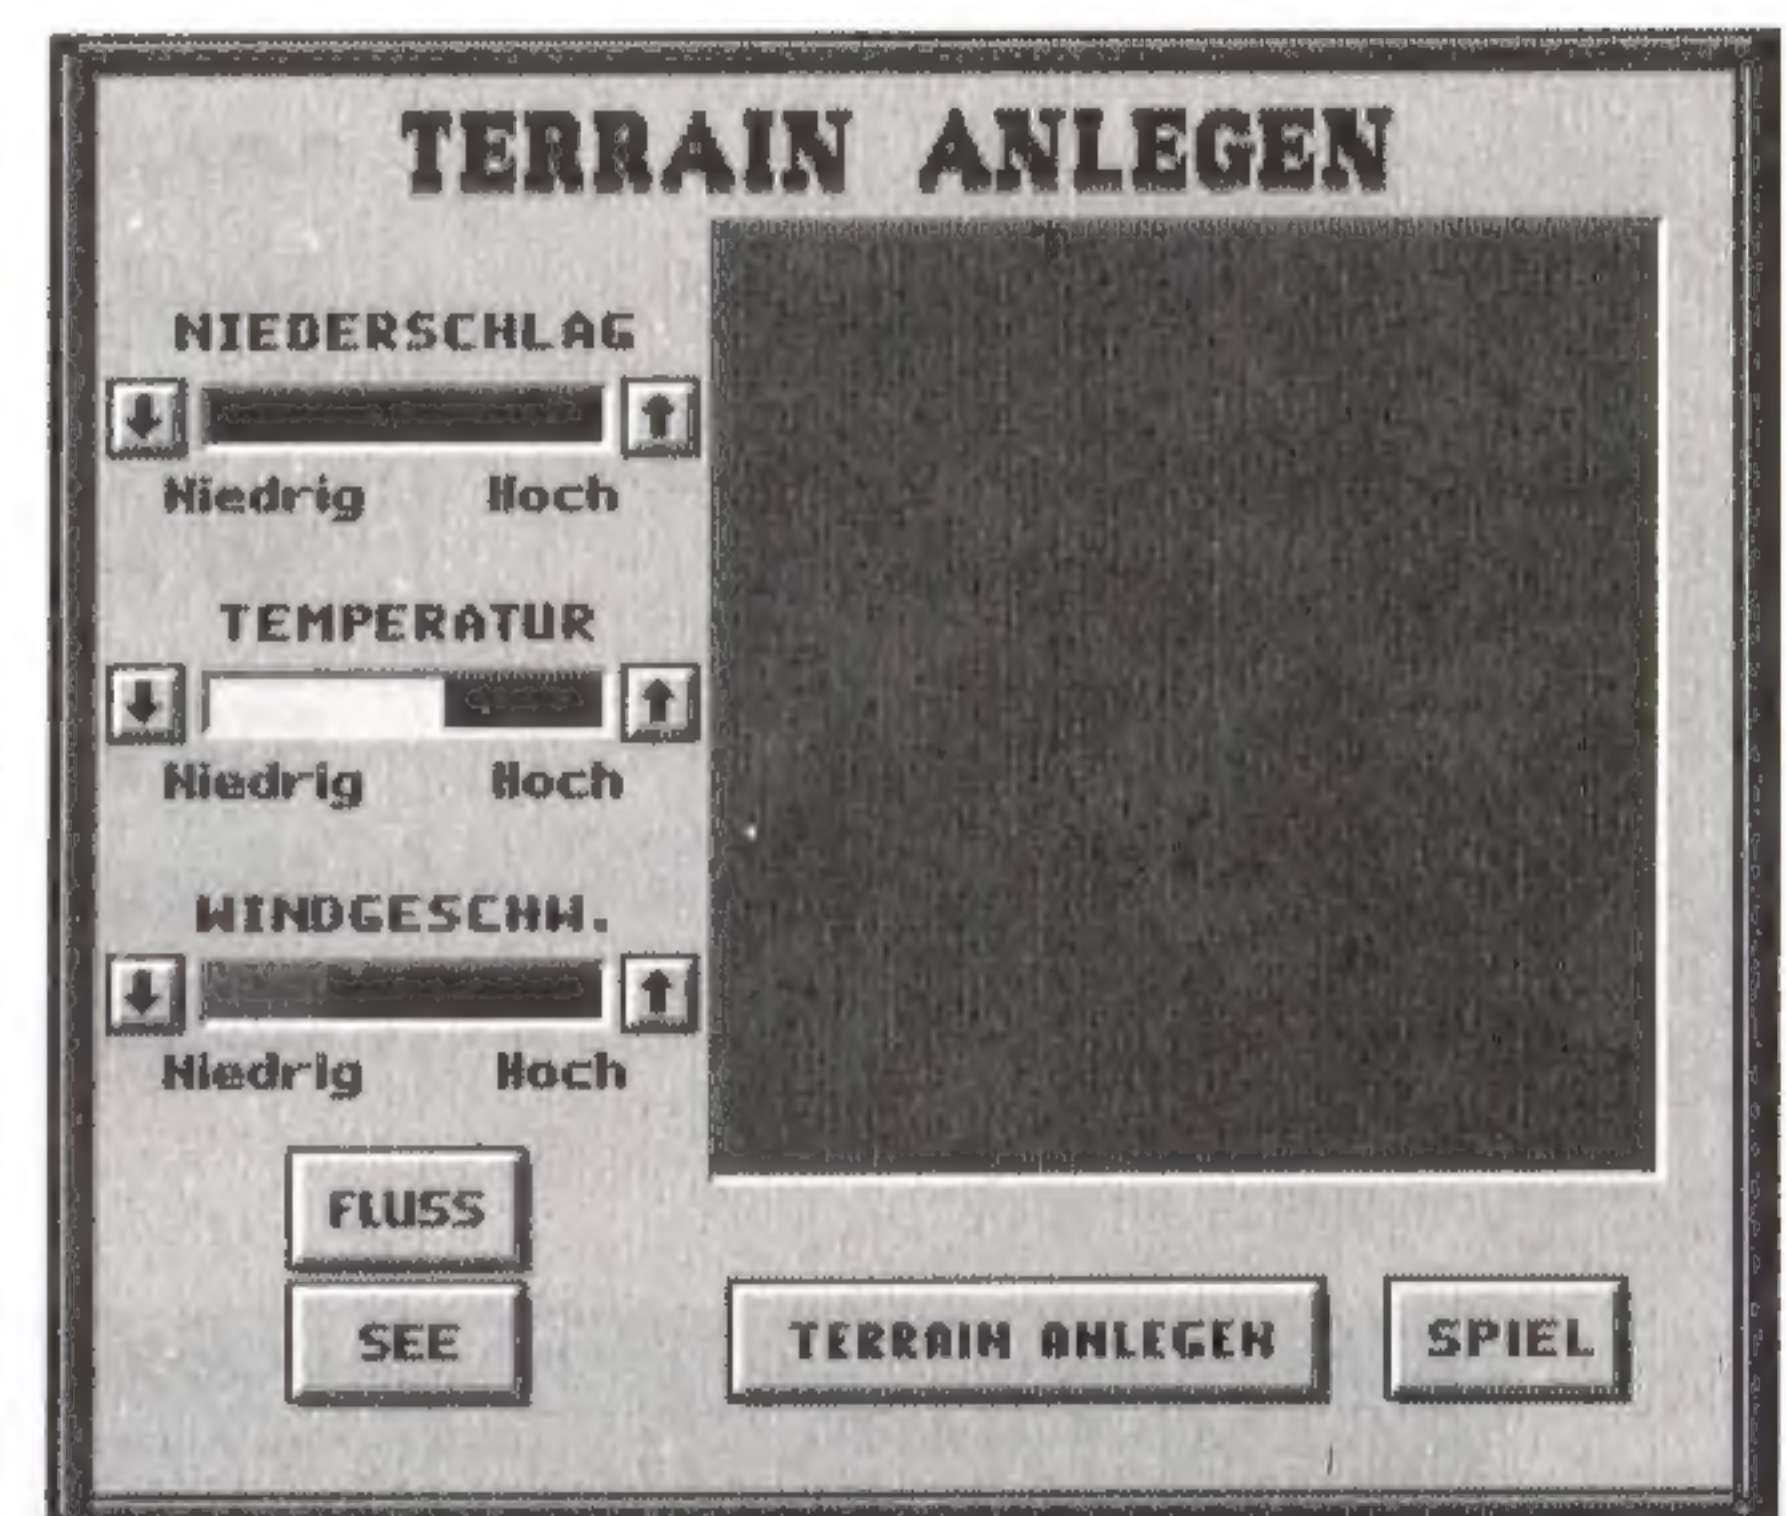 TERRAIN ANLEGEN
NIEDERSCHLAG
Niedrig Hoch
TEMPERATUR
Niedrig Hoch
WINDGESCHW.
Niedrig Hoch
FLUSS
SEE
TERRAIN ANLEGEN
SPIEL